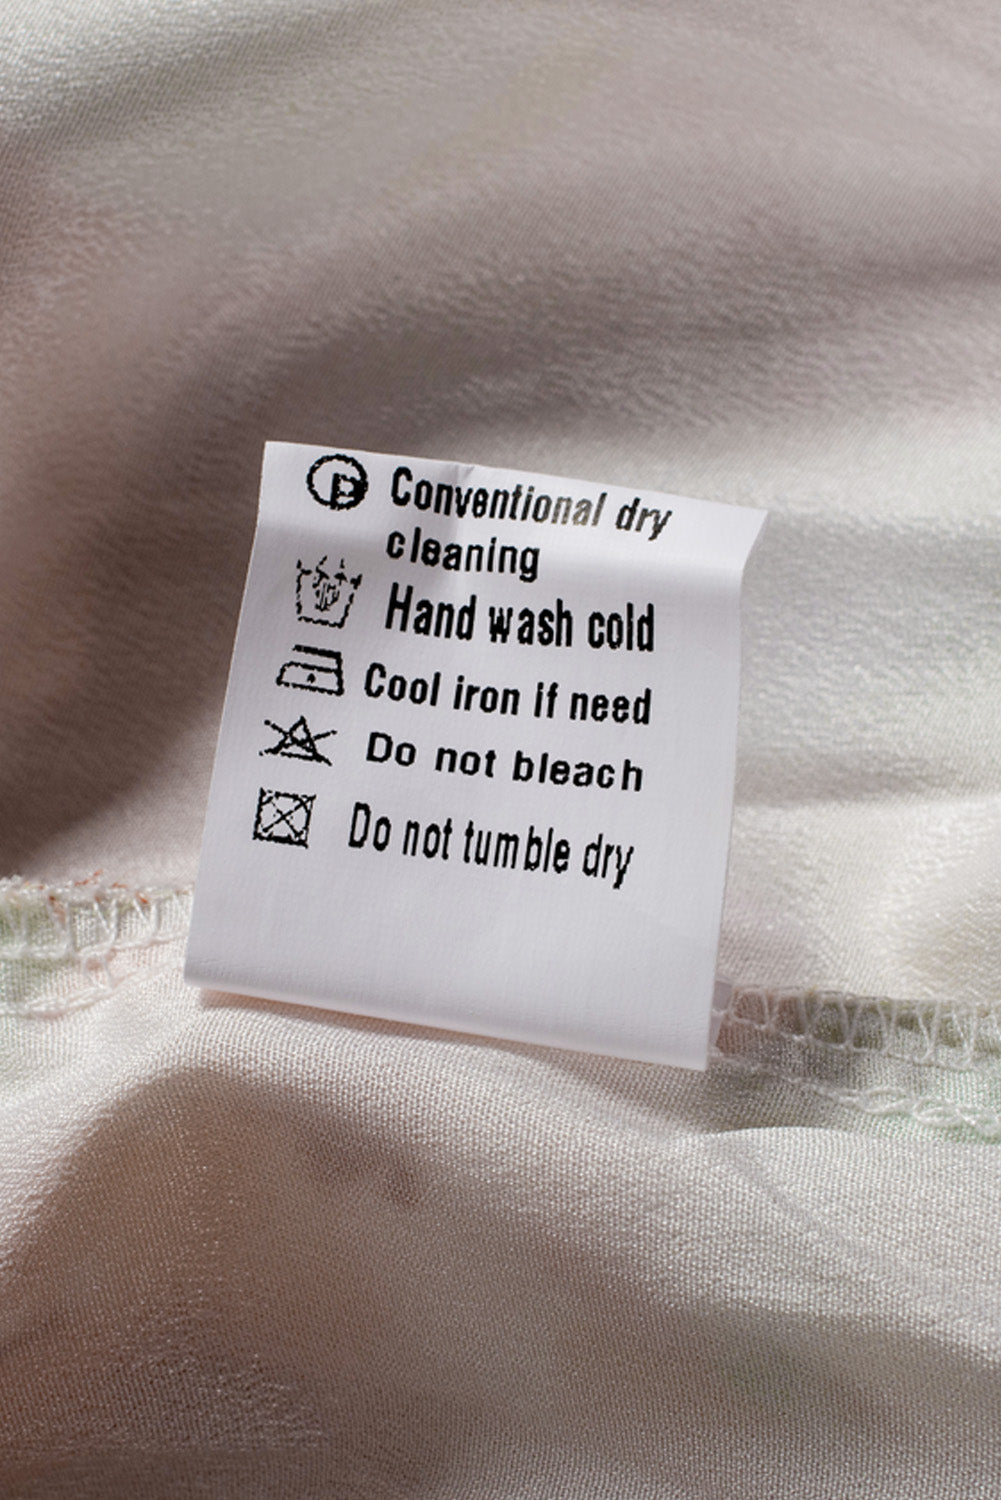 P Conventional dry
cleaning
Hand wash cold
Cool iron if need
Do not bleach
Do not tumble dry